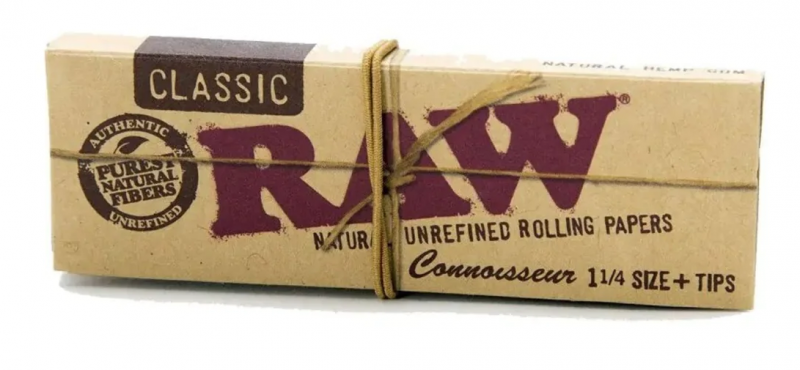 CLASSIC
NATURAL HEMP GUM
AUTHENTIC
PUREST
NATURAL
FIBERS
UNREFINED
RAW®
NATURAL UNREFINED ROLLING PAPERS
Connoisseur 1 1/4 SIZE + TIPS